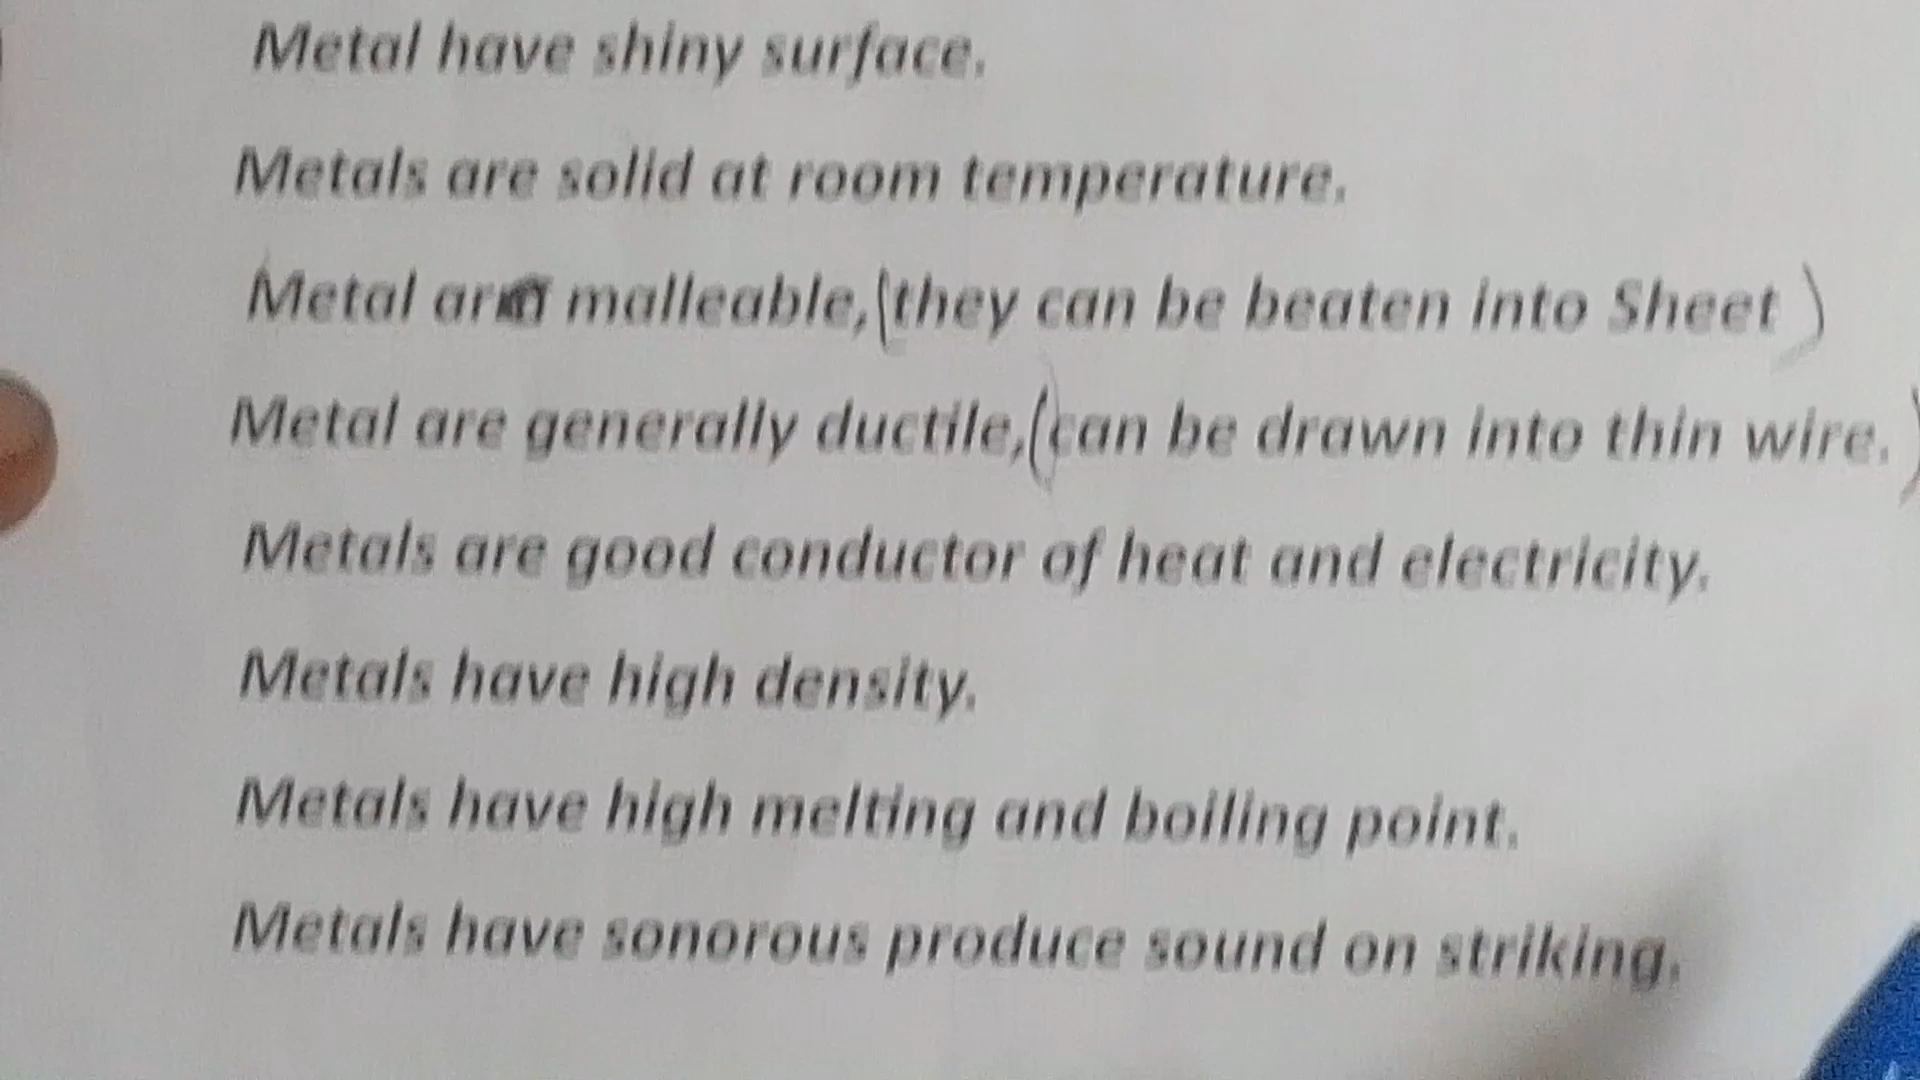 Metal have shiny surface.
Metals are solid at room temperature.
Metal are malleable,(they can be beaten into Sheet )
Metal are generally ductile,(can be drawn into thin wire.)
Metals are good conductor of heat and electricity.
Metals have high density.
Metals have high melting and boiling point.
Metals have sonorous produce sound on striking.